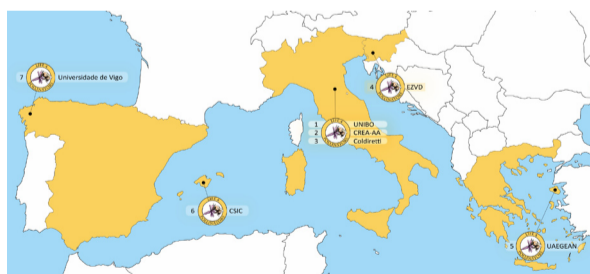 7 Universidade de Vigo
4 EZVD
1 UNIBO
2 CREA-AA
3 Coldiretti
6 CSIC
5 UAEGEAN